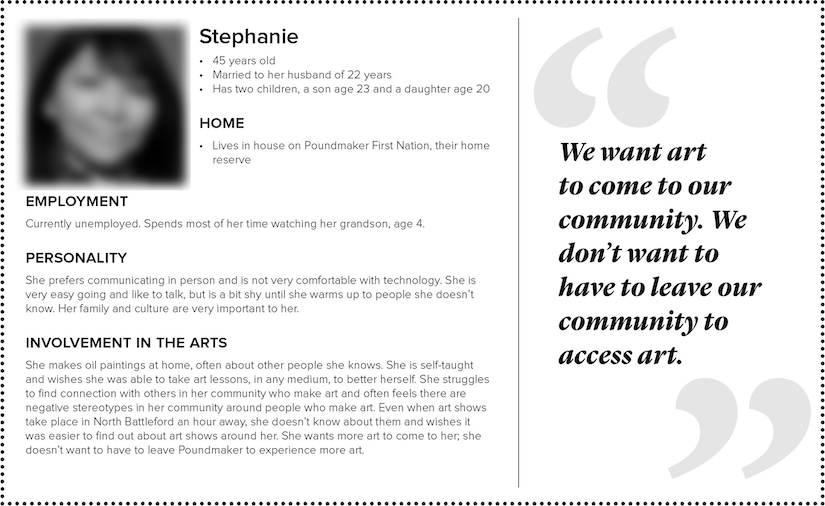 Stephanie
• 45 years old
• Married to her husband of 22 years
• Has two children, a son age 23 and a daughter age 20
HOME
• Lives in house on Poundmaker First Nation, their home
reserve
EMPLOYMENT
Currently unemployed. Spends most of her time watching her grandson, age 4.
PERSONALITY
She prefers communicating in person and is not very comfortable with technology. She is
very easy going and like to talk, but is a bit shy until she warms up to people she doesn’t
know. Her family and culture are very important to her.
INVOLVEMENT IN THE ARTS
She makes oil paintings at home, often about other people she knows. She is self-taught
and wishes she was able to take art lessons, in any medium, to better herself. She struggles
to find connection with others in her community who make art and often feels there are
negative stereotypes in her community around people who make art. Even when art shows
take place in North Battleford an hour away, she doesn’t know about them and wishes it
was easier to find out about art shows around her. She wants more art to come to her; she
doesn’t want to have to leave Poundmaker to experience more art.
“
We want art
to come to our
community. We
don’t want to
have to leave our
community to
access art.
”